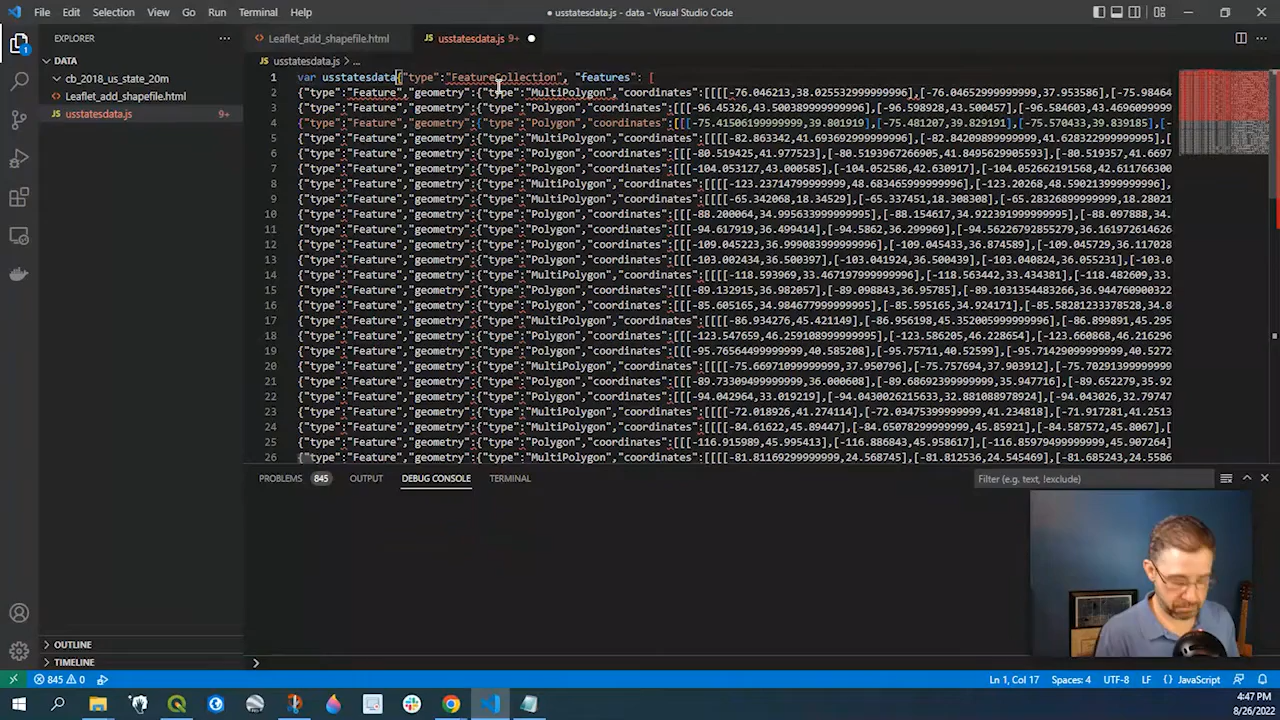 File Edit Selection View Go Run Terminal Help
● usstatesdata.js - data - Visual Studio Code
EXPLORER
Leaflet_add_shapefile.html
usstatesdata.js 9+
DATA
usstatesdata.js > ...
cb_2018_us_state_20m
Leaflet_add_shapefile.html
usstatesdata.js 9+
1 var usstatesdata{"type":"FeatureCollection", "features": [
2 {"type":"Feature","geometry":{"type":"MultiPolygon","coordinates":[[[[-76.046213,38.025532999999996],[-76.04652999999999,37.953586],[-75.98464
3 {"type":"Feature","geometry":{"type":"Polygon","coordinates":[[[-96.45326,43.500389999999996],[-96.598928,43.500457],[-96.584603,43.4696099999
4 {"type":"Feature","geometry":{"type":"Polygon","coordinates":[[[-75.41506199999999,39.801919],[-75.481207,39.829191],[-75.570433,39.839185],[-
5 {"type":"Feature","geometry":{"type":"MultiPolygon","coordinates":[[[[-82.863342,41.693692999999996],[-82.84209899999999,41.628322999999995],[
6 {"type":"Feature","geometry":{"type":"Polygon","coordinates":[[[-80.519425,41.977523],[-80.5193967266905,41.8495629905593],[-80.519357,41.6697
7 {"type":"Feature","geometry":{"type":"Polygon","coordinates":[[[-104.053127,43.000585],[-104.052586,42.630917],[-104.052662191568,42.611766300
8 {"type":"Feature","geometry":{"type":"MultiPolygon","coordinates":[[[[-123.23714799999999,48.683465999999996],[-123.20268,48.590213999999996],
9 {"type":"Feature","geometry":{"type":"MultiPolygon","coordinates":[[[[-65.342068,18.34529],[-65.337451,18.308308],[-65.28326899999999,18.28021
10 {"type":"Feature","geometry":{"type":"Polygon","coordinates":[[[-88.200064,34.995633999999995],[-88.154617,34.922391999999995],[-88.097888,34.
11 {"type":"Feature","geometry":{"type":"Polygon","coordinates":[[[-94.617919,36.499414],[-94.5862,36.299969],[-94.56226792855279,36.161972614626
12 {"type":"Feature","geometry":{"type":"Polygon","coordinates":[[[-109.045223,36.999083999999996],[-109.045433,36.874589],[-109.045729,36.117028
13 {"type":"Feature","geometry":{"type":"Polygon","coordinates":[[[-103.002434,36.500397],[-103.041924,36.500439],[-103.040824,36.055231],[-103.0
14 {"type":"Feature","geometry":{"type":"MultiPolygon","coordinates":[[[[-118.593969,33.467197999999996],[-118.563442,33.434381],[-118.482609,33.
15 {"type":"Feature","geometry":{"type":"Polygon","coordinates":[[[-89.132915,36.982057],[-89.098843,36.95785],[-89.1031354483266,36.944760900322
16 {"type":"Feature","geometry":{"type":"Polygon","coordinates":[[[-85.605165,34.984677999999995],[-85.595165,34.924171],[-85.58281233378528,34.8
17 {"type":"Feature","geometry":{"type":"MultiPolygon","coordinates":[[[[-86.934276,45.421149],[-86.956198,45.352005999999996],[-86.899891,45.295
18 {"type":"Feature","geometry":{"type":"Polygon","coordinates":[[[-123.547659,46.259108999999995],[-123.586205,46.228654],[-123.660868,46.216296
19 {"type":"Feature","geometry":{"type":"Polygon","coordinates":[[[-95.76564499999999,40.585208],[-95.75711,40.52599],[-95.71429099999999,40.5272
20 {"type":"Feature","geometry":{"type":"MultiPolygon","coordinates":[[[[-75.66971099999999,37.950796],[-75.757694,37.903912],[-75.70291399999999
21 {"type":"Feature","geometry":{"type":"Polygon","coordinates":[[[-89.73309499999999,36.000608],[-89.68692399999999,35.947716],[-89.652279,35.92
22 {"type":"Feature","geometry":{"type":"Polygon","coordinates":[[[-94.042964,33.019219],[-94.0430026215633,32.881088978924],[-94.043026,32.79747
23 {"type":"Feature","geometry":{"type":"MultiPolygon","coordinates":[[[[-72.018926,41.274114],[-72.03475399999999,41.234818],[-71.917281,41.2513
24 {"type":"Feature","geometry":{"type":"MultiPolygon","coordinates":[[[[-84.61622,45.89447],[-84.65078299999999,45.85921],[-84.587572,45.8067],[
25 {"type":"Feature","geometry":{"type":"Polygon","coordinates":[[[-116.915989,45.995413],[-116.886843,45.958617],[-116.85979499999999,45.907264]
26 {"type":"Feature","geometry":{"type":"MultiPolygon","coordinates":[[[[-81.81169299999999,24.568745],[-81.812536,24.545469],[-81.685243,24.5586
PROBLEMS 845 OUTPUT DEBUG CONSOLE TERMINAL
Filter (e.g. text, !exclude)
OUTLINE
TIMELINE
845 0
Ln 1, Col 17 Spaces: 4 UTF-8 LF {} JavaScript
4:47 PM
8/26/2022